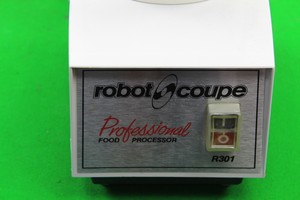 robot coupe
Professional
FOOD PROCESSOR
R301